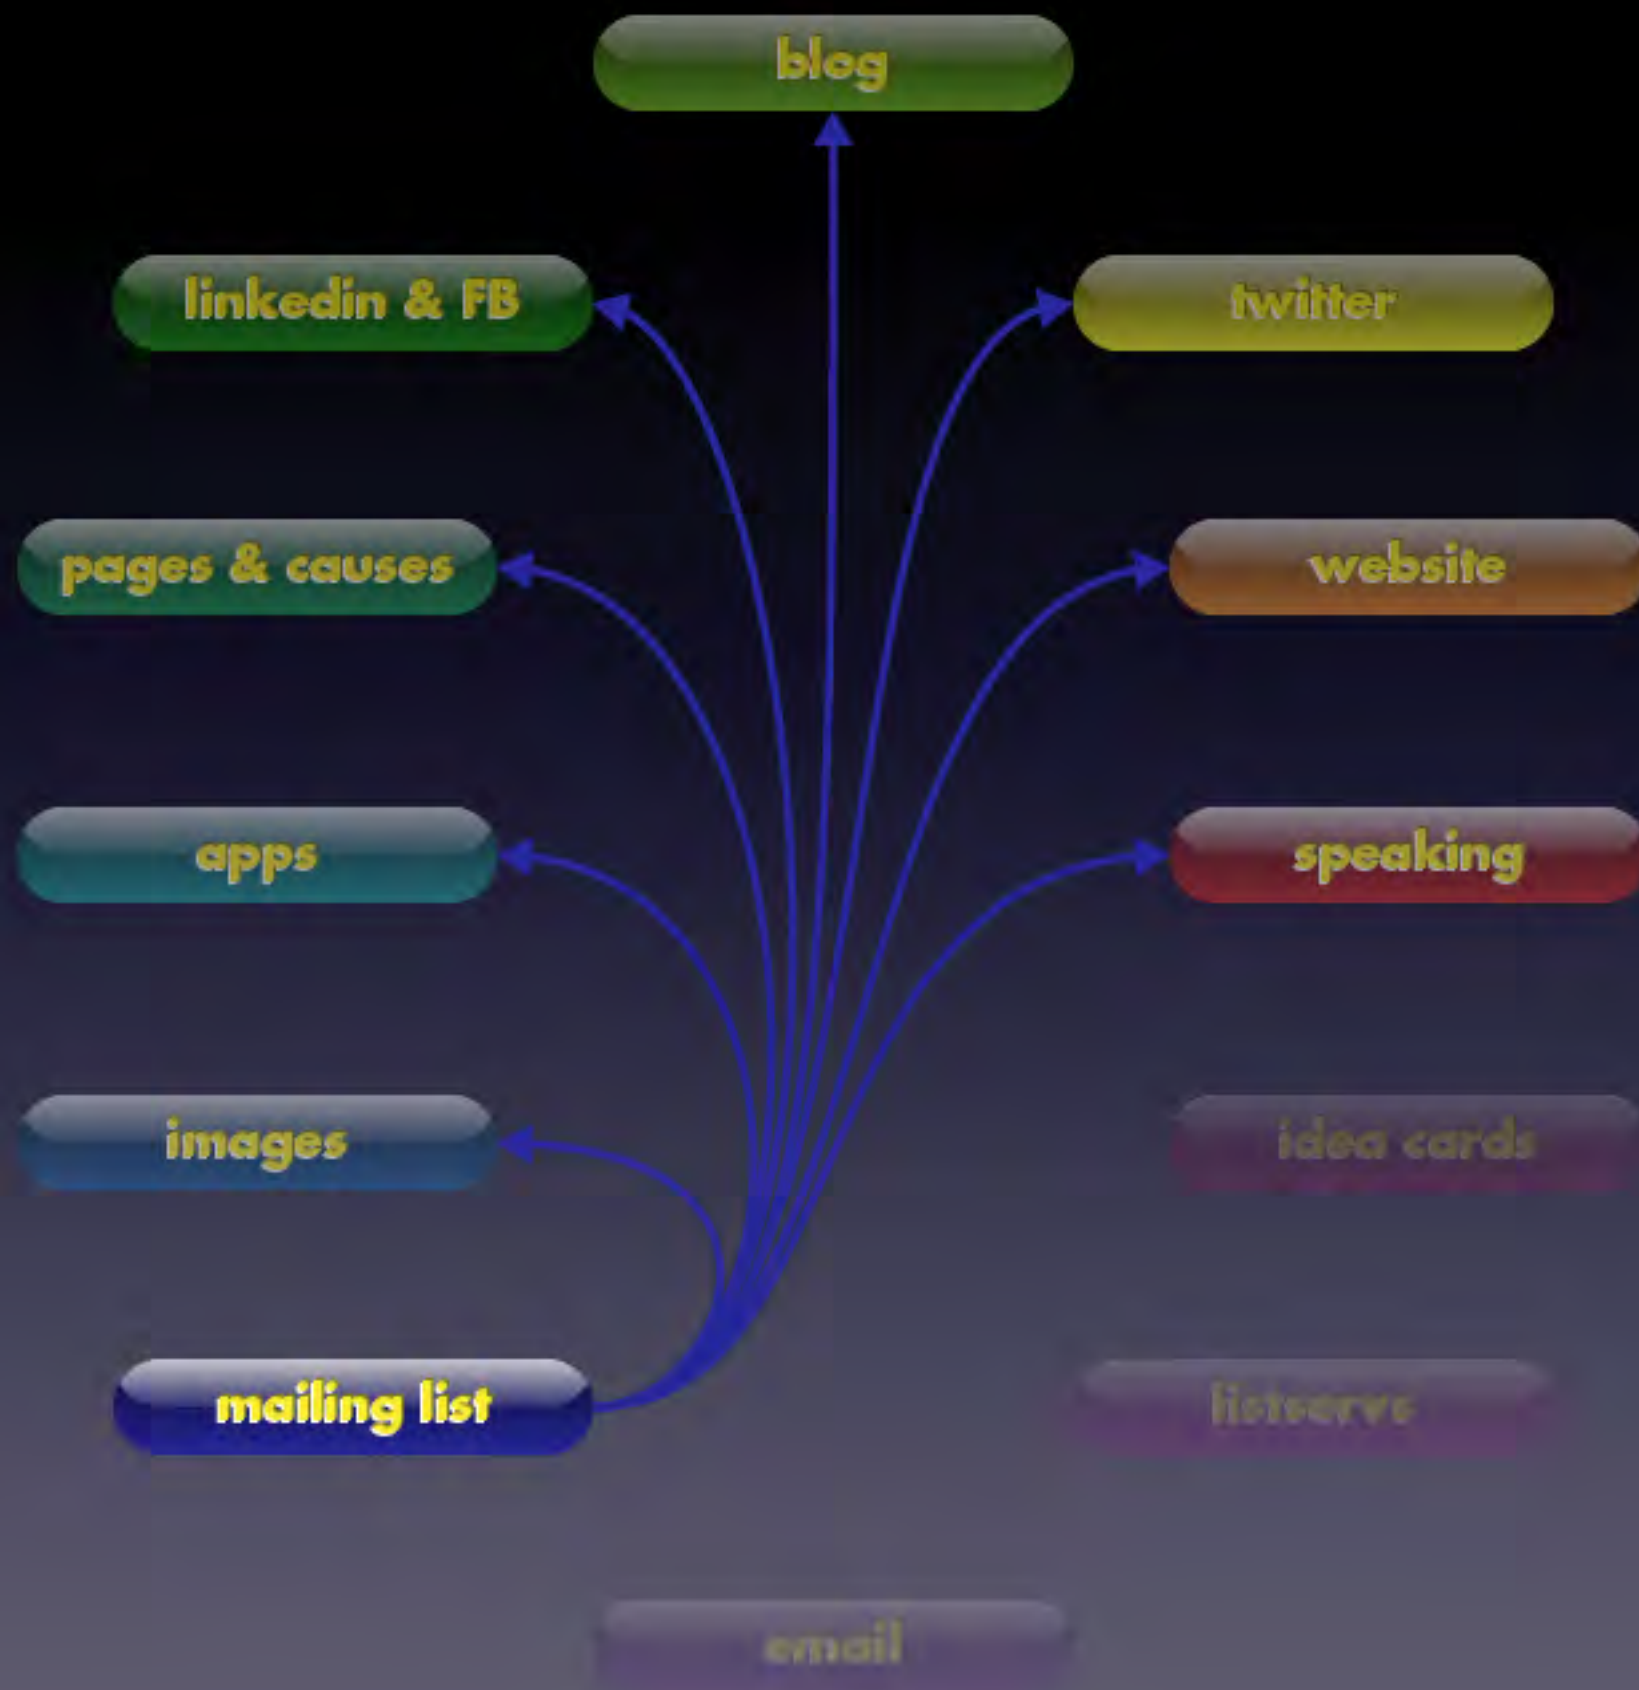 blog
linkedin & FB
twitter
pages & causes
website
apps
speaking
images
idea cards
mailing list
listservs
email